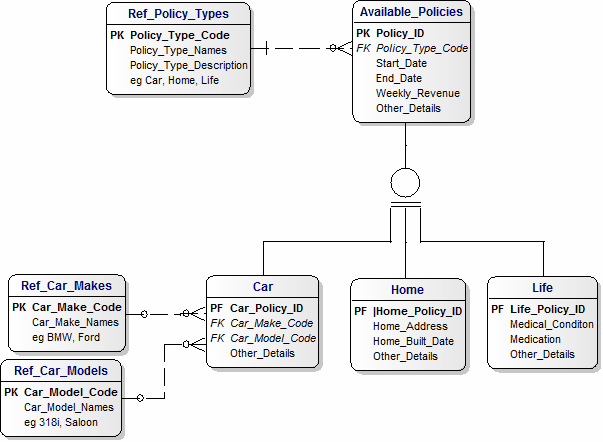 Ref_Policy_Types
PK Policy_Type_Code
Policy_Type_Names
Policy_Type_Description
eg Car, Home, Life
Available_Policies
PK Policy_ID
FK Policy_Type_Code
Start_Date
End_Date
Weekly_Revenue
Other_Details
Ref_Car_Makes
PK Car_Make_Code
Car_Make_Names
eg BMW, Ford
Car
PF Car_Policy_ID
FK Car_Make_Code
FK Car_Model_Code
Other_Details
Home
PF |Home_Policy_ID
Home_Address
Home_Built_Date
Other_Details
Life
PF Life_Policy_ID
Medical_Conditon
Medication
Other_Details
Ref_Car_Models
PK Car_Model_Code
Car_Model_Names
eg 318i, Saloon